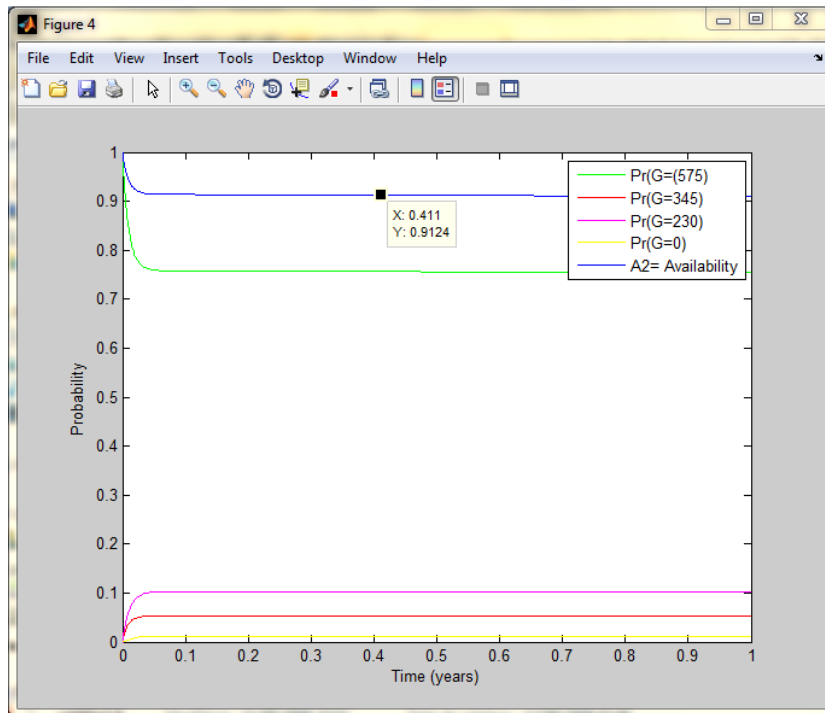 Figure 4
File Edit View Insert Tools Desktop Window Help
1
0.9
0.8
0.7
0.6
0.5
0.4
0.3
0.2
0.1
0
Probability
X: 0.411
Y: 0.9124
Pr(G=(575)
Pr(G=345)
Pr(G=230)
Pr(G=0)
A2= Availability
0 0.1 0.2 0.3 0.4 0.5 0.6 0.7 0.8 0.9 1
Time (years)